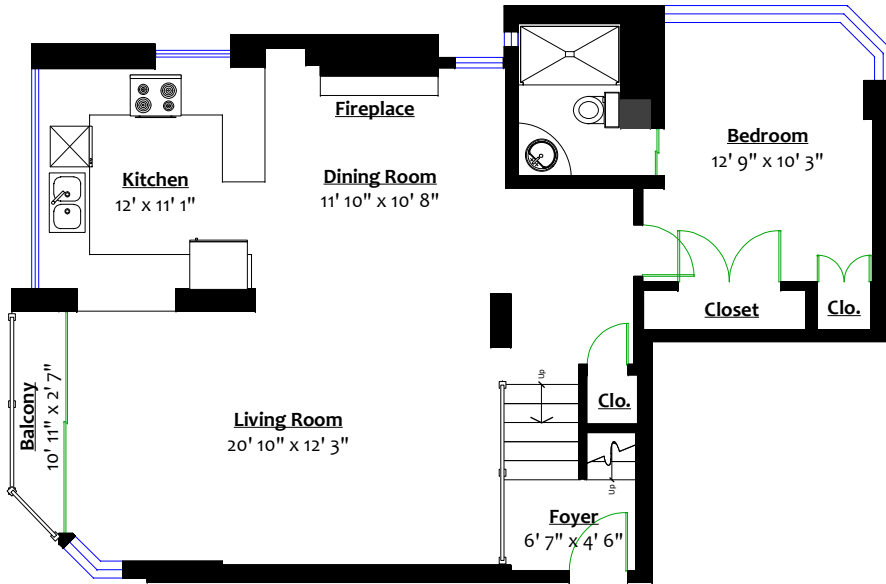 Fireplace
Bedroom
12' 9" x 10' 3"
Kitchen
12' x 11' 1"
Dining Room
11' 10" x 10' 8"
Closet
Clo.
Up
Balcony
10' 11" x 2' 7"
Clo.
Living Room
20' 10" x 12' 3"
Up
Foyer
6' 7" x 4' 6"